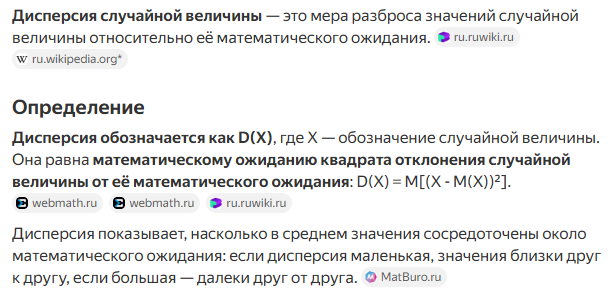 Дисперсия случайной величины — это мера разброса значений случайной
величины относительно её математического ожидания. ru.ruwiki.ru
W ru.wikipedia.org*
Определение
Дисперсия обозначается как D(X), где X — обозначение случайной величины.
Она равна математическому ожиданию квадрата отклонения случайной
величины от её математического ожидания: D(X) = M[(X - M(X))²].
webmath.ru webmath.ru ru.ruwiki.ru
Дисперсия показывает, насколько в среднем значения сосредоточены около
математического ожидания: если дисперсия маленькая, значения близки друг
к другу, если большая — далеки друг от друга. MatBuro.ru